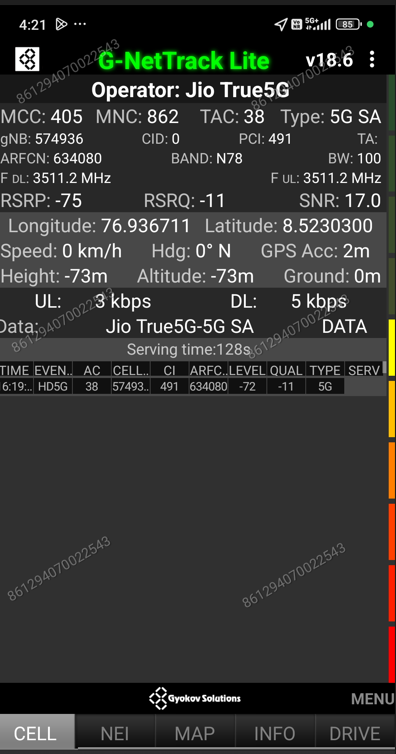 4:21
5G+
85
G-NetTrack Lite v18.6
Operator: Jio True5G
MCC: 405 MNC: 862 TAC: 38 Type: 5G SA
gNB: 574936 CID: 0 PCI: 491 TA:
ARFCN: 634080 BAND: N78 BW: 100
F DL: 3511.2 MHz F UL: 3511.2 MHz
RSRP: -75 RSRQ: -11 SNR: 17.0
Longitude: 76.936711 Latitude: 8.5230300
Speed: 0 km/h Hdg: 0° N GPS Acc: 2m
Height: -73m Altitude: -73m Ground: 0m
UL: 3 kbps DL: 5 kbps
Data: Jio True5G-5G SA DATA
Serving time:128s
TIME EVEN.. AC CELL.. CI ARFC.. LEVEL QUAL TYPE SERV
6:19:.. HD5G 38 57493.. 491 634080 -72 -11 5G
861294070022543
861294070022543
861294070022543
861294070022543
861294070022543
861294070022543
Gyokov Solutions
MENU
CELL NEI MAP INFO DRIVE